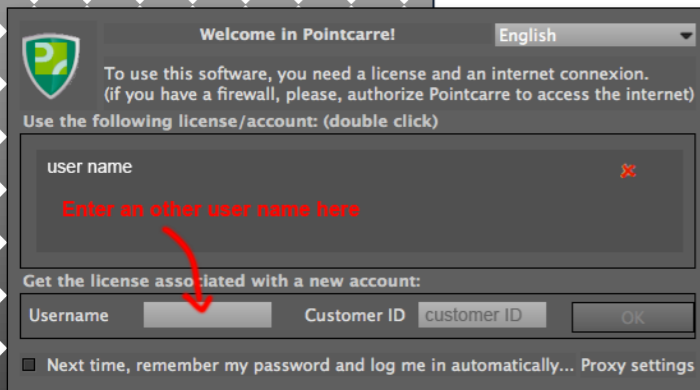 Welcome in Pointcarre!
English
To use this software, you need a license and an internet connexion.
(if you have a firewall, please, authorize Pointcarre to access the internet)
Use the following license/account: (double click)
user name
Enter an other user name here
Get the license associated with a new account:
Username
Customer ID
customer ID
OK
Next time, remember my password and log me in automatically...
Proxy settings